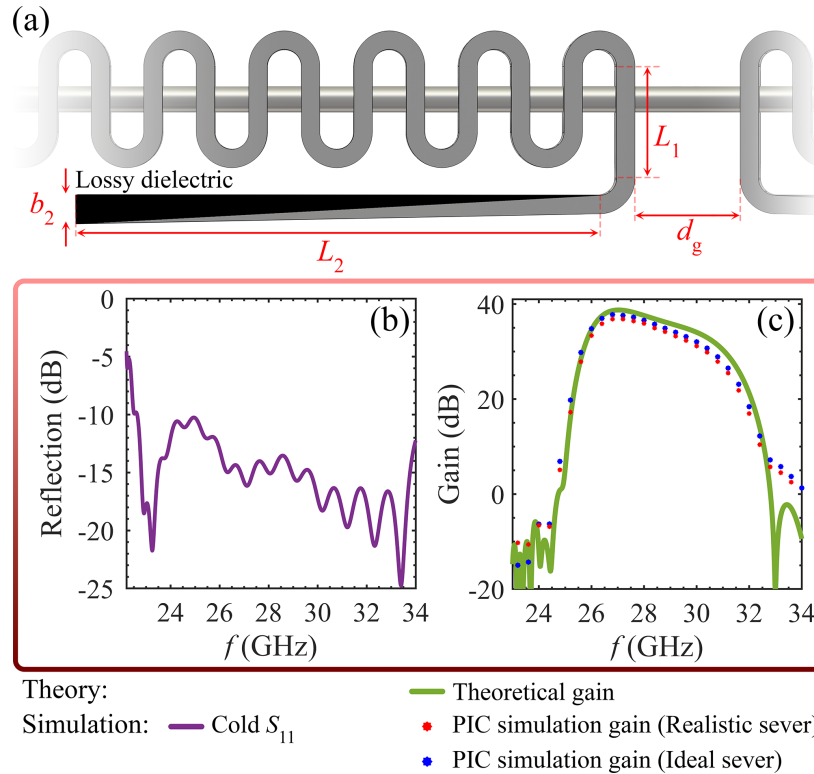 (a)
L₁
Lossy dielectric
b₂
L₂
d_g
(b)
Reflection (dB)
0
-5
-10
-15
-20
-25
24 26 28 30 32 34
f (GHz)
(c)
Gain (dB)
40
20
0
-20
24 26 28 30 32 34
f (GHz)
Theory:
Theoretical gain
Simulation:
Cold S₁₁
PIC simulation gain (Realistic sever)
PIC simulation gain (Ideal sever)